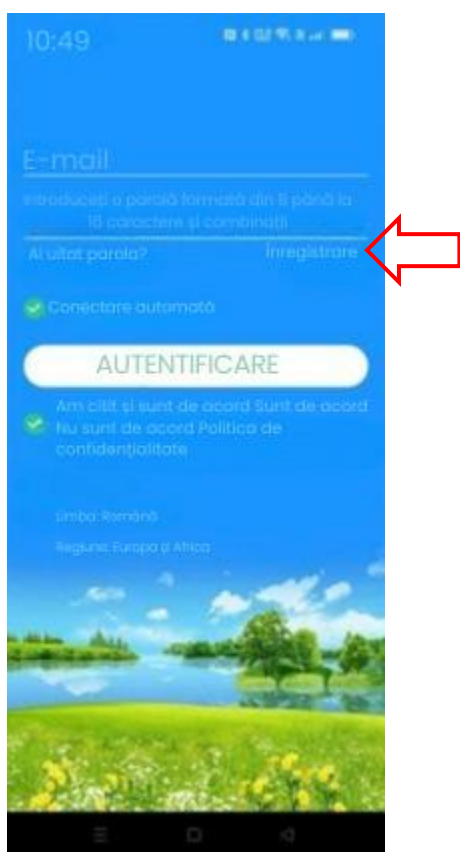 10:49
E-mail
Introduceți o parolă formată din 8 până la
16 caractere și combinații
Ai uitat parola?
Înregistrare
Conectare automată
AUTENTIFICARE
Am citit și sunt de acord Sunt de acord
Nu sunt de acord Politica de
confidențialitate
Limba: Română
Regiune: Europa și Africa